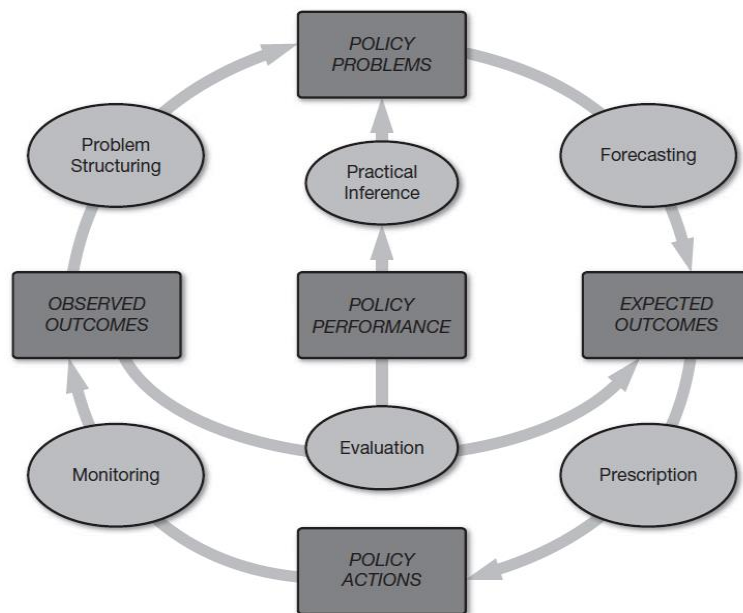 POLICY
PROBLEMS
Problem
Structuring
Practical
Inference
Forecasting
OBSERVED
OUTCOMES
POLICY
PERFORMANCE
EXPECTED
OUTCOMES
Monitoring
Evaluation
Prescription
POLICY
ACTIONS